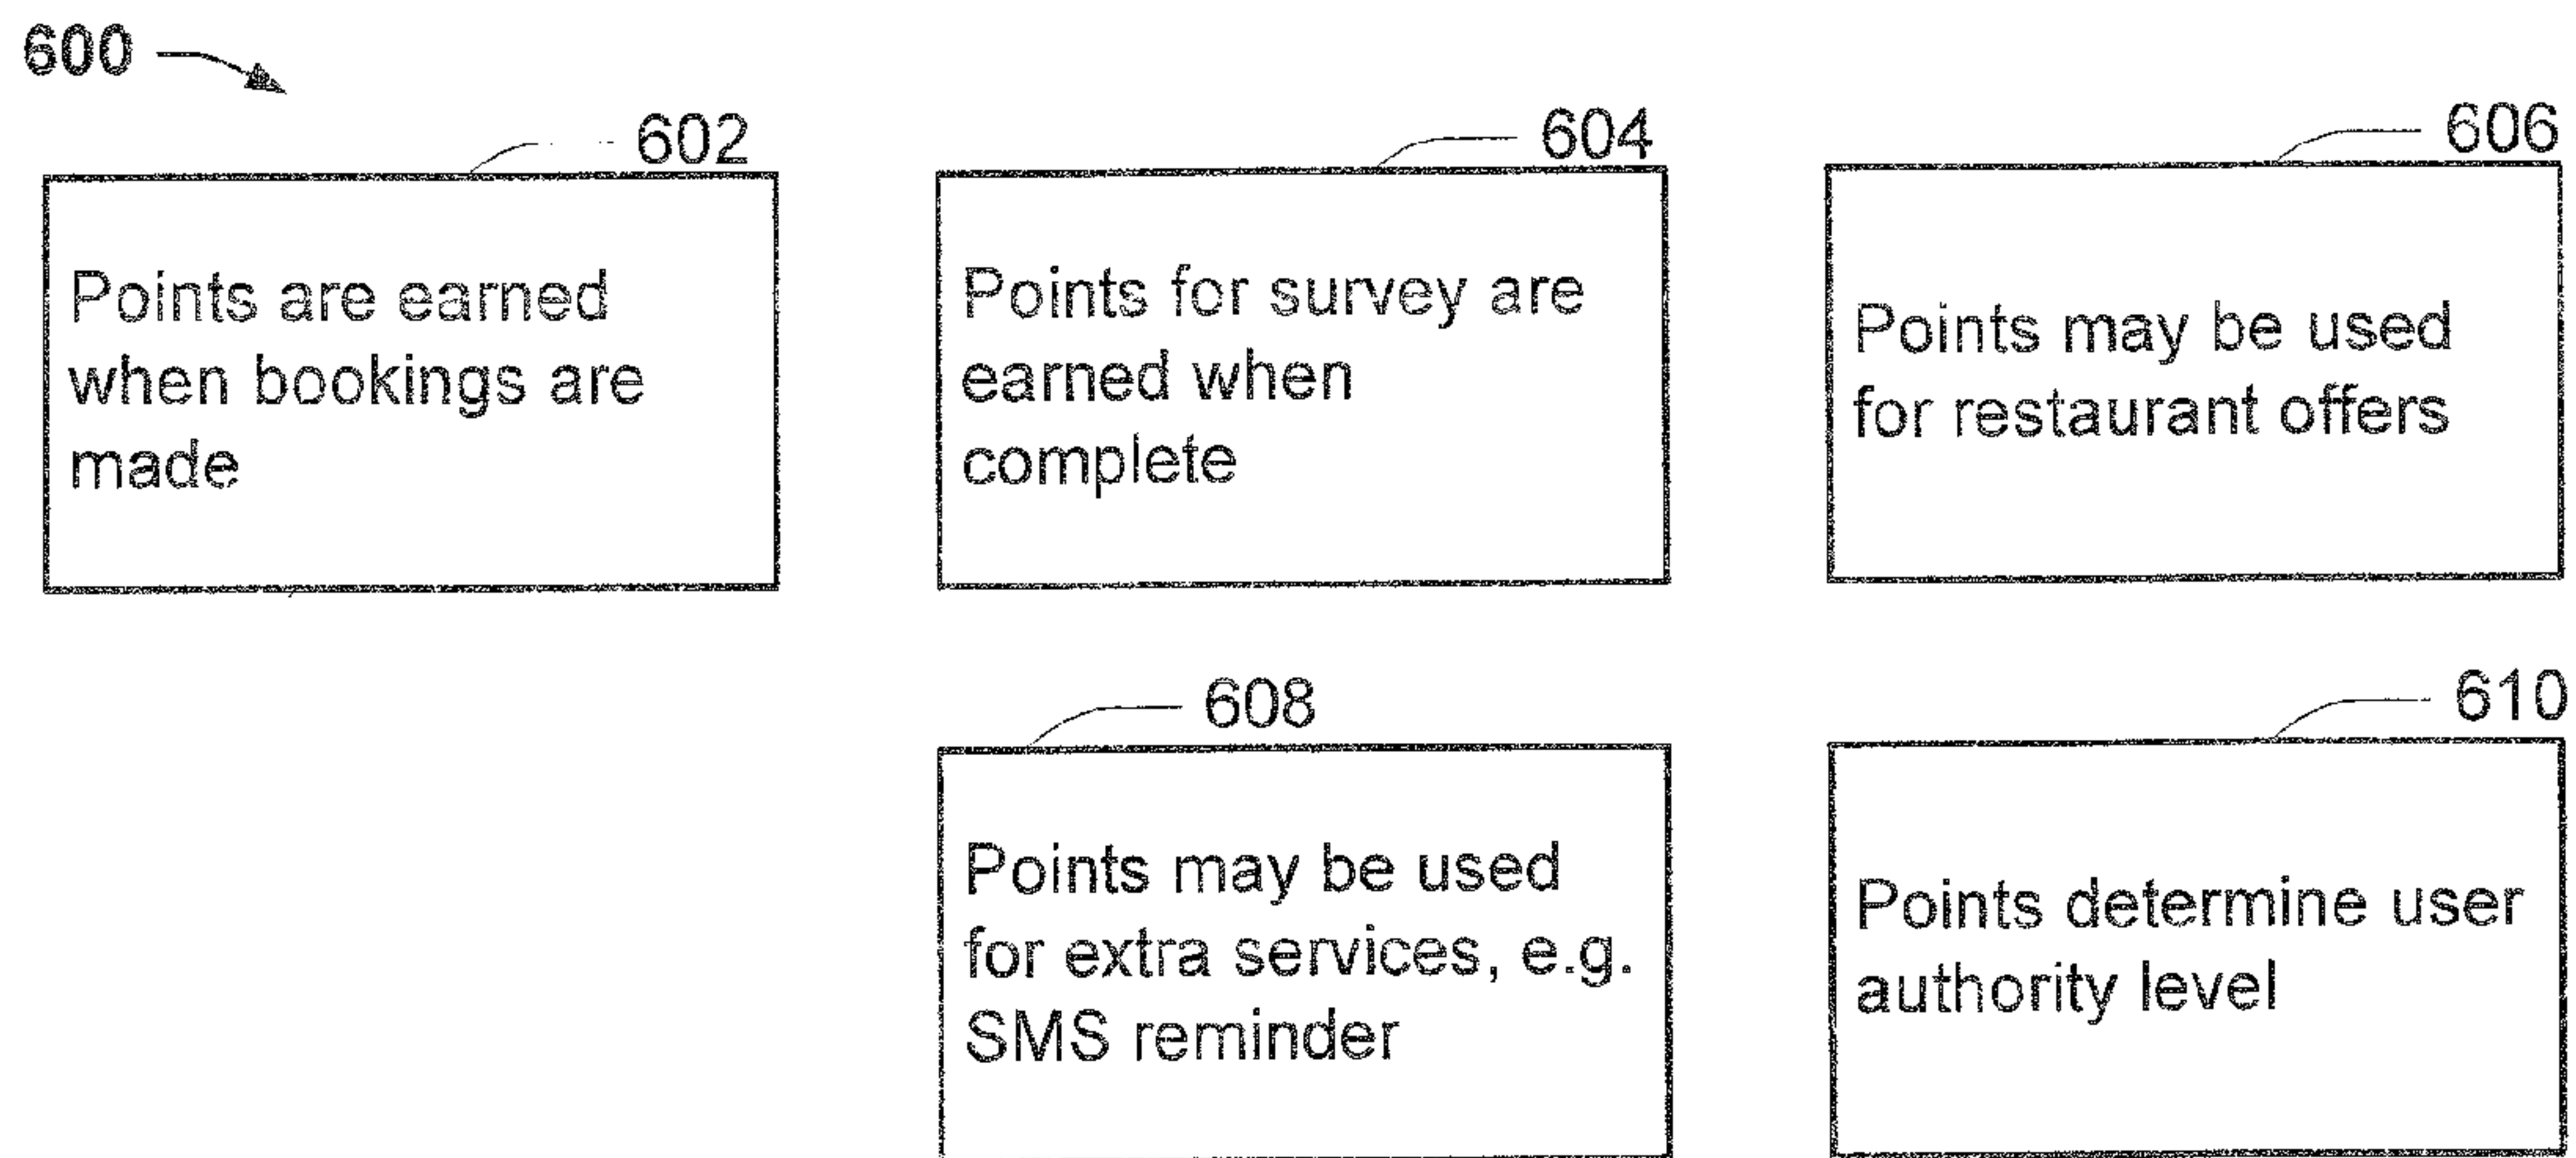 600
602
Points are earned
when bookings are
made
604
Points for survey are
earned when
complete
606
Points may be used
for restaurant offers
608
Points may be used
for extra services, e.g.
SMS reminder
610
Points determine user
authority level